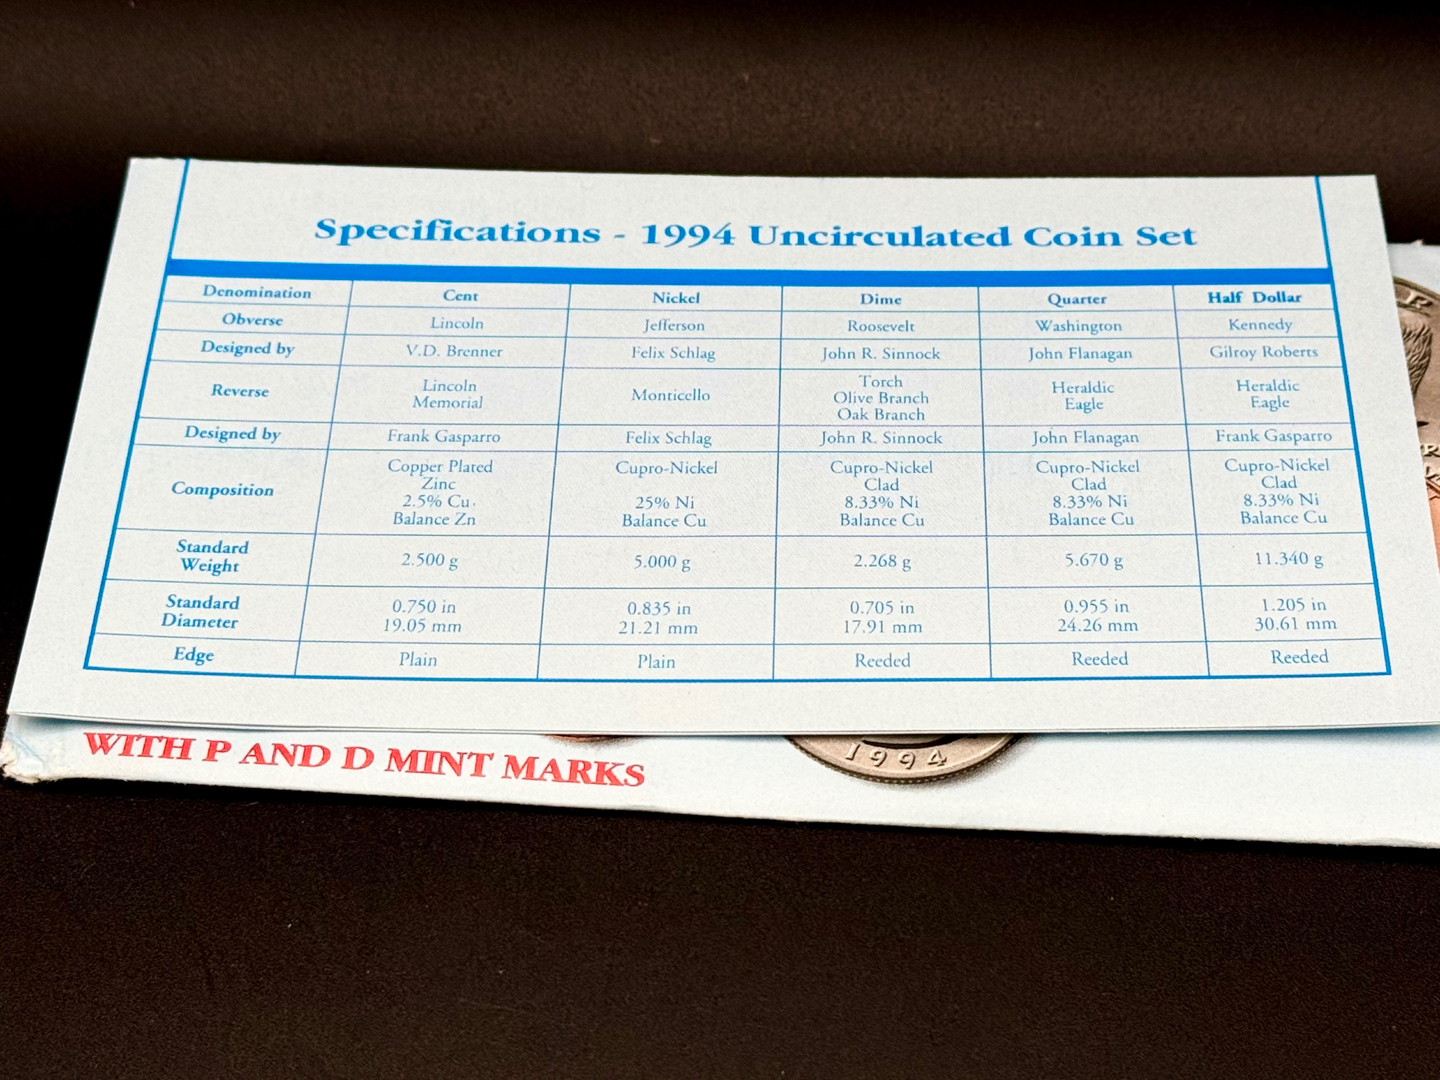 Specifications - 1994 Uncirculated Coin Set
Denomination Cent Nickel Dime Quarter Half Dollar
Obverse Lincoln Jefferson Roosevelt Washington Kennedy
Designed by V.D. Brenner Felix Schlag John R. Sinnock John Flanagan Gilroy Roberts
Reverse Lincoln Memorial Monticello Torch Olive Branch Oak Branch Heraldic Eagle Heraldic Eagle
Designed by Frank Gasparro Felix Schlag John R. Sinnock John Flanagan Frank Gasparro
Composition Copper Plated Zinc 2.5% Cu. Balance Zn Cupro-Nickel 25% Ni Balance Cu Cupro-Nickel Clad 8.33% Ni Balance Cu Cupro-Nickel Clad 8.33% Ni Balance Cu Cupro-Nickel Clad 8.33% Ni Balance Cu
Standard Weight 2.500 g 5.000 g 2.268 g 5.670 g 11.340 g
Standard Diameter 0.750 in 19.05 mm 0.835 in 21.21 mm 0.705 in 17.91 mm 0.955 in 24.26 mm 1.205 in 30.61 mm
Edge Plain Plain Reeded Reeded Reeded
WITH P AND D MINT MARKS
1994